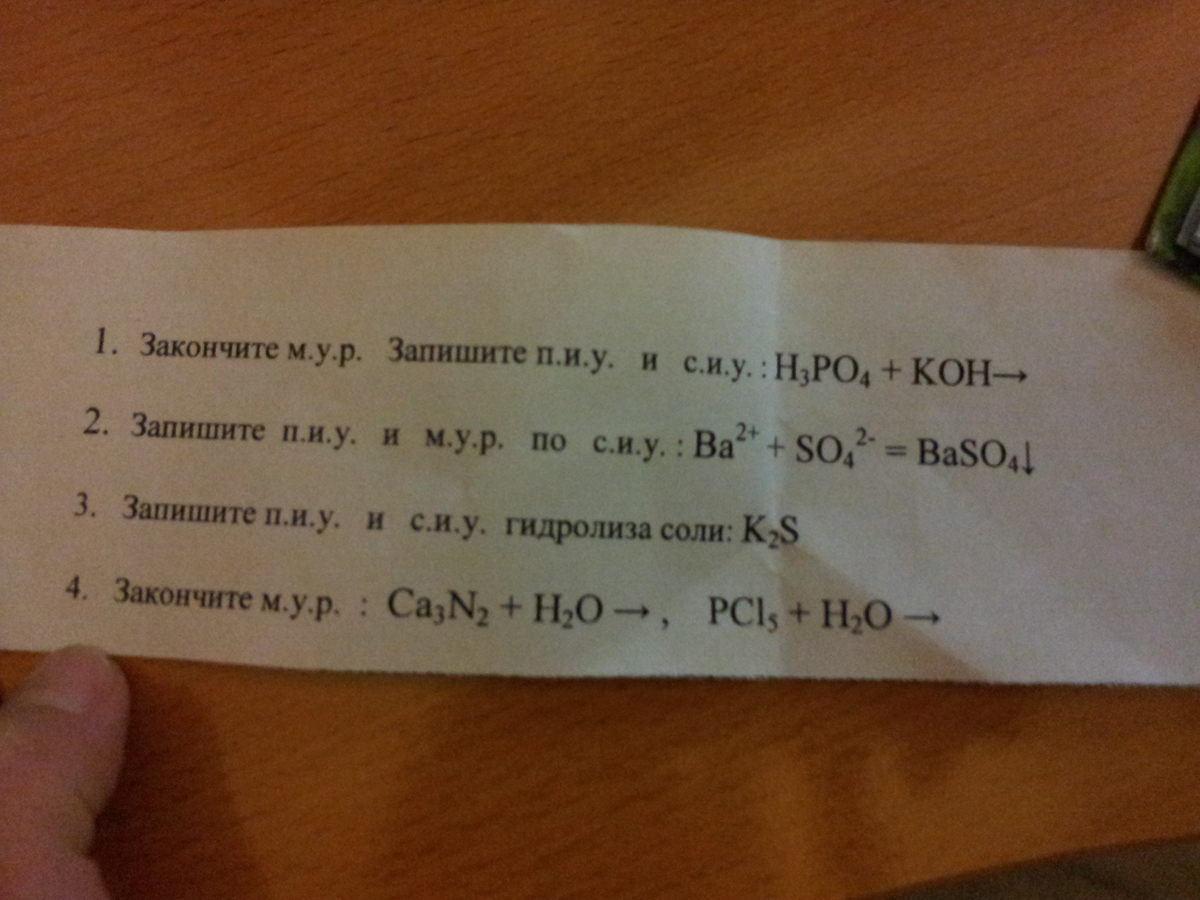 1. Закончите м.у.р. Запишите п.и.у. и с.и.у. : H₃PO₄ + KOH→
2. Запишите п.и.у. и м.у.р. по с.и.у. : Ba²⁺ + SO₄²⁻ = BaSO₄↓
3. Запишите п.и.у. и с.и.у. гидролиза соли: K₂S
4. Закончите м.у.р. : Ca₃N₂ + H₂O → , PCl₅ + H₂O →